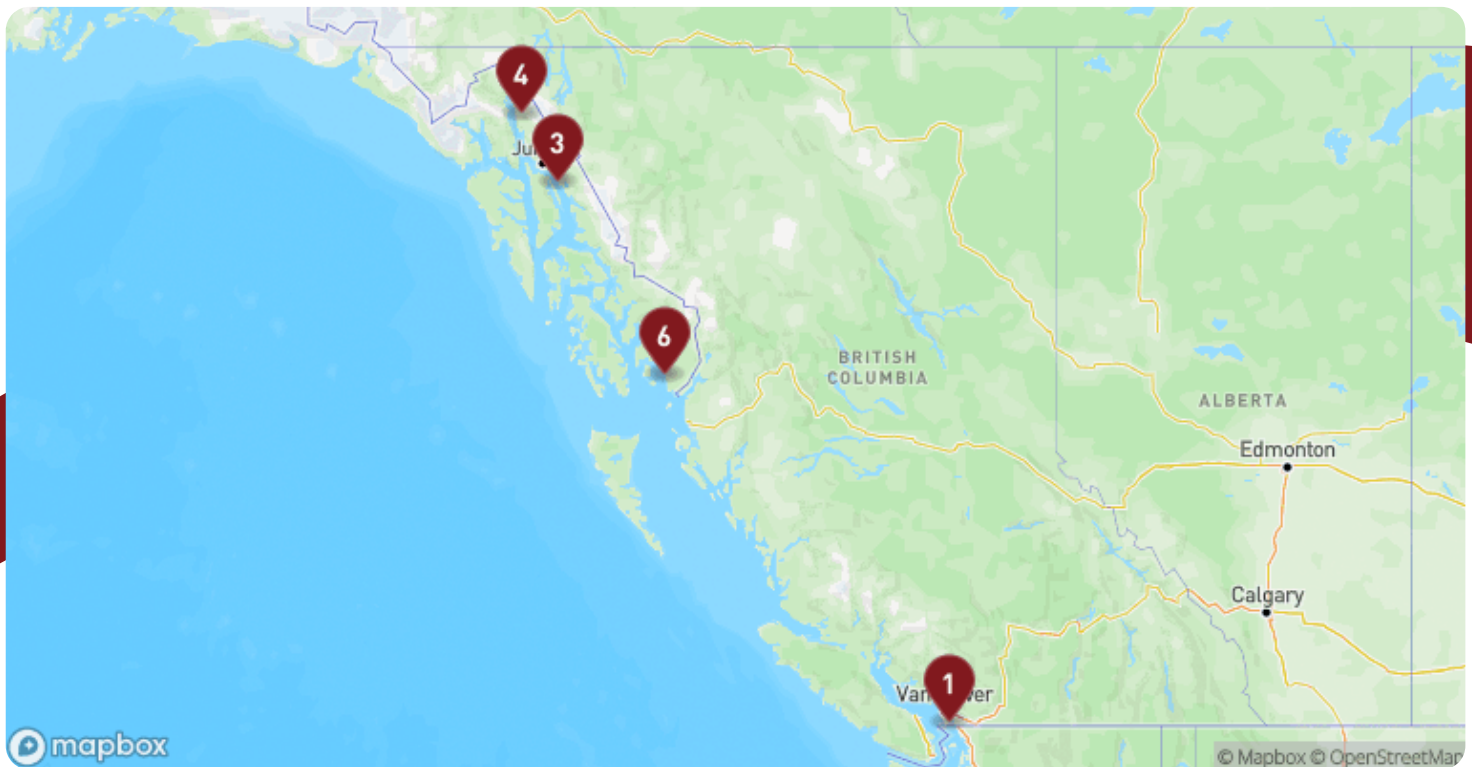 4
3
Ju
6
BRITISH
COLUMBIA
ALBERTA
Edmonton
Calgary
1
Van ver
mapbox
© Mapbox © OpenStreetMap